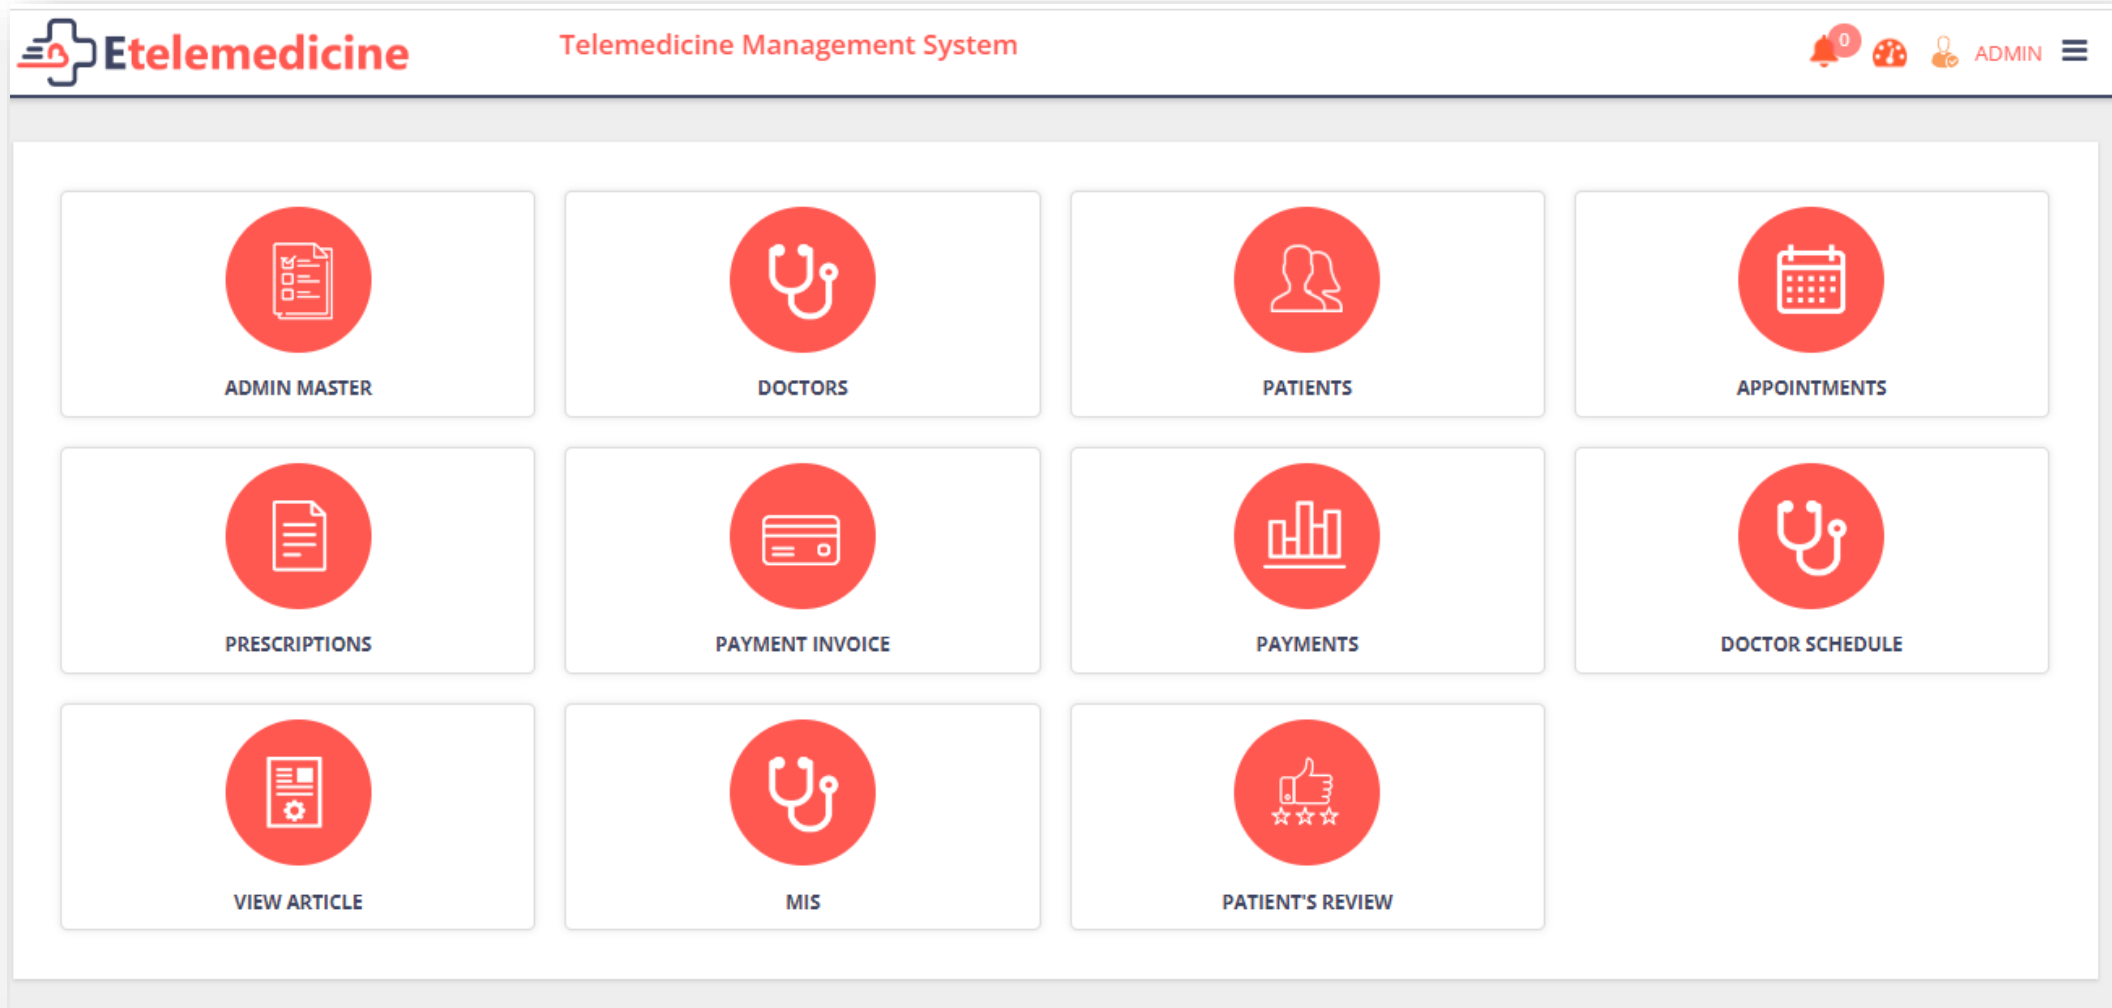 Etelemedicine
Telemedicine Management System
0
ADMIN
ADMIN MASTER
DOCTORS
PATIENTS
APPOINTMENTS
PRESCRIPTIONS
PAYMENT INVOICE
PAYMENTS
DOCTOR SCHEDULE
VIEW ARTICLE
MIS
PATIENT'S REVIEW